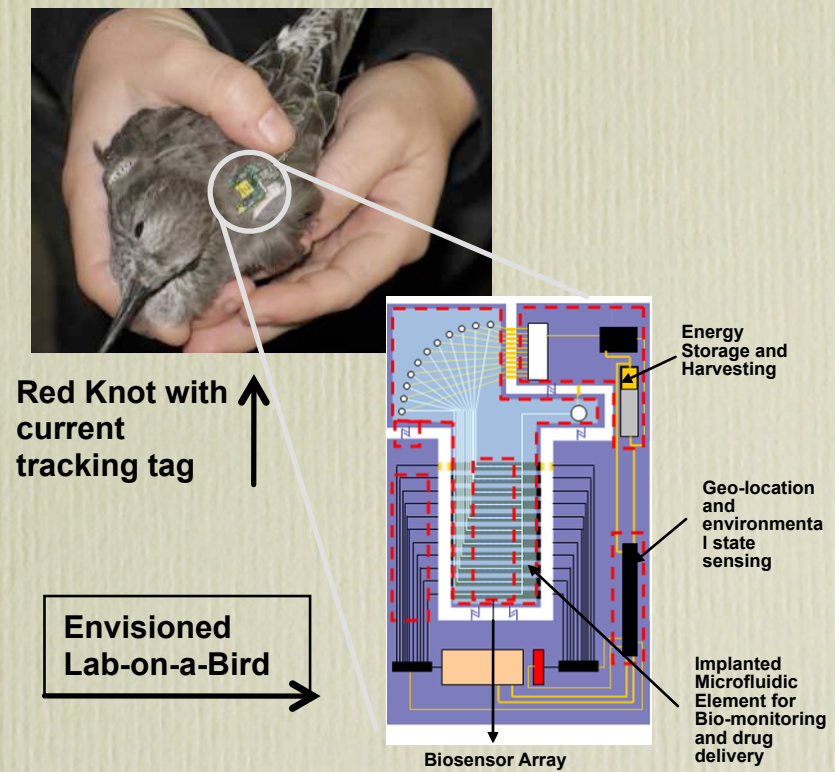 Red Knot with
current
tracking tag
Energy
Storage and
Harvesting
Geo-location
and
environmenta
l state
sensing
Envisioned
Lab-on-a-Bird
Implanted
Microfluidic
Element for
Bio-monitoring
and drug
delivery
Biosensor Array